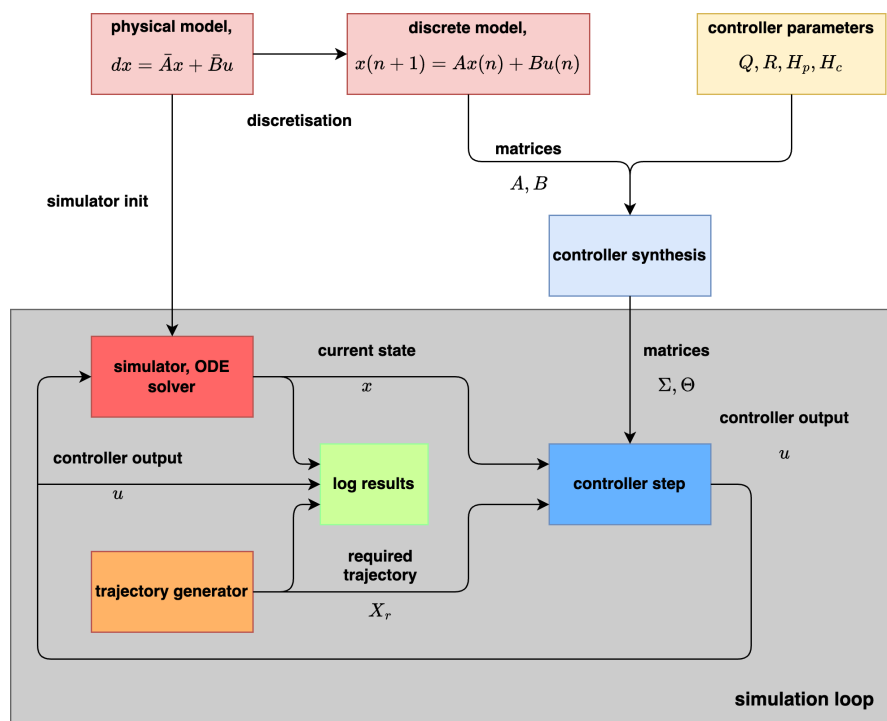 physical model,
dx = Āx + B̄u
discrete model,
x(n + 1) = Ax(n) + Bu(n)
controller parameters
Q, R, H_p, H_c
discretisation
matrices
A, B
simulator init
controller synthesis
simulator, ODE
solver
current state
x
matrices
Σ, Θ
controller output
u
controller output
u
log results
controller step
trajectory generator
required
trajectory
X_r
simulation loop